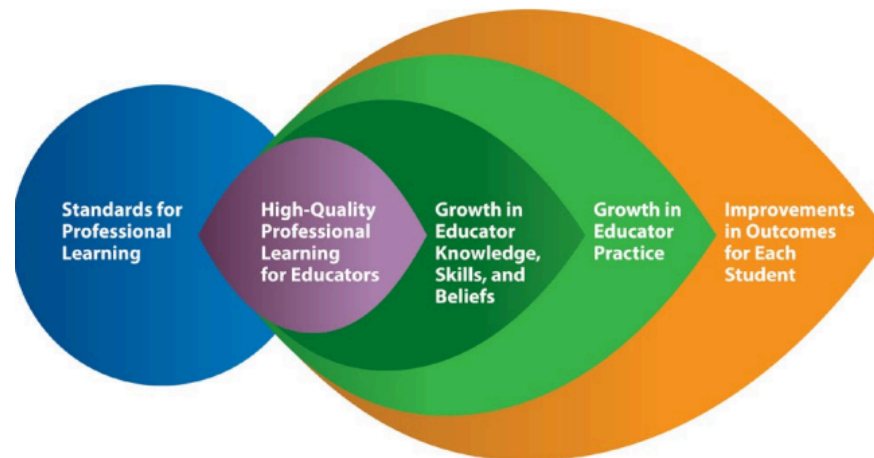 Standards for
Professional
Learning
High-Quality
Professional
Learning
for Educators
Growth in
Educator
Knowledge,
Skills, and
Beliefs
Growth in
Educator
Practice
Improvements
in Outcomes
for Each
Student